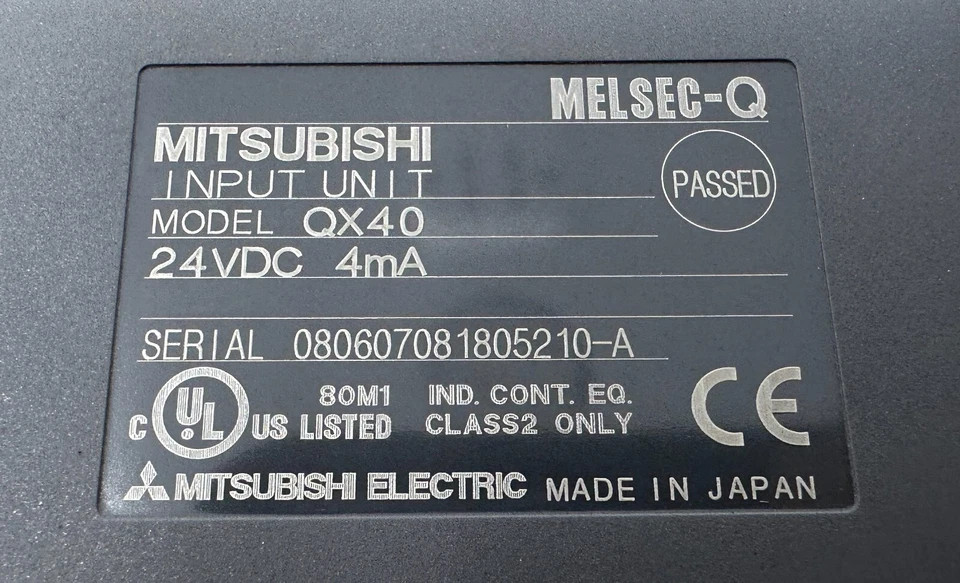 MELSEC-Q
MITSUBISHI
INPUT UNIT
PASSED
MODEL QX40
24VDC 4mA
SERIAL 080607081805210-A
80M1 IND. CONT. EQ.
C UL US LISTED CLASS2 ONLY
CE
MITSUBISHI ELECTRIC MADE IN JAPAN